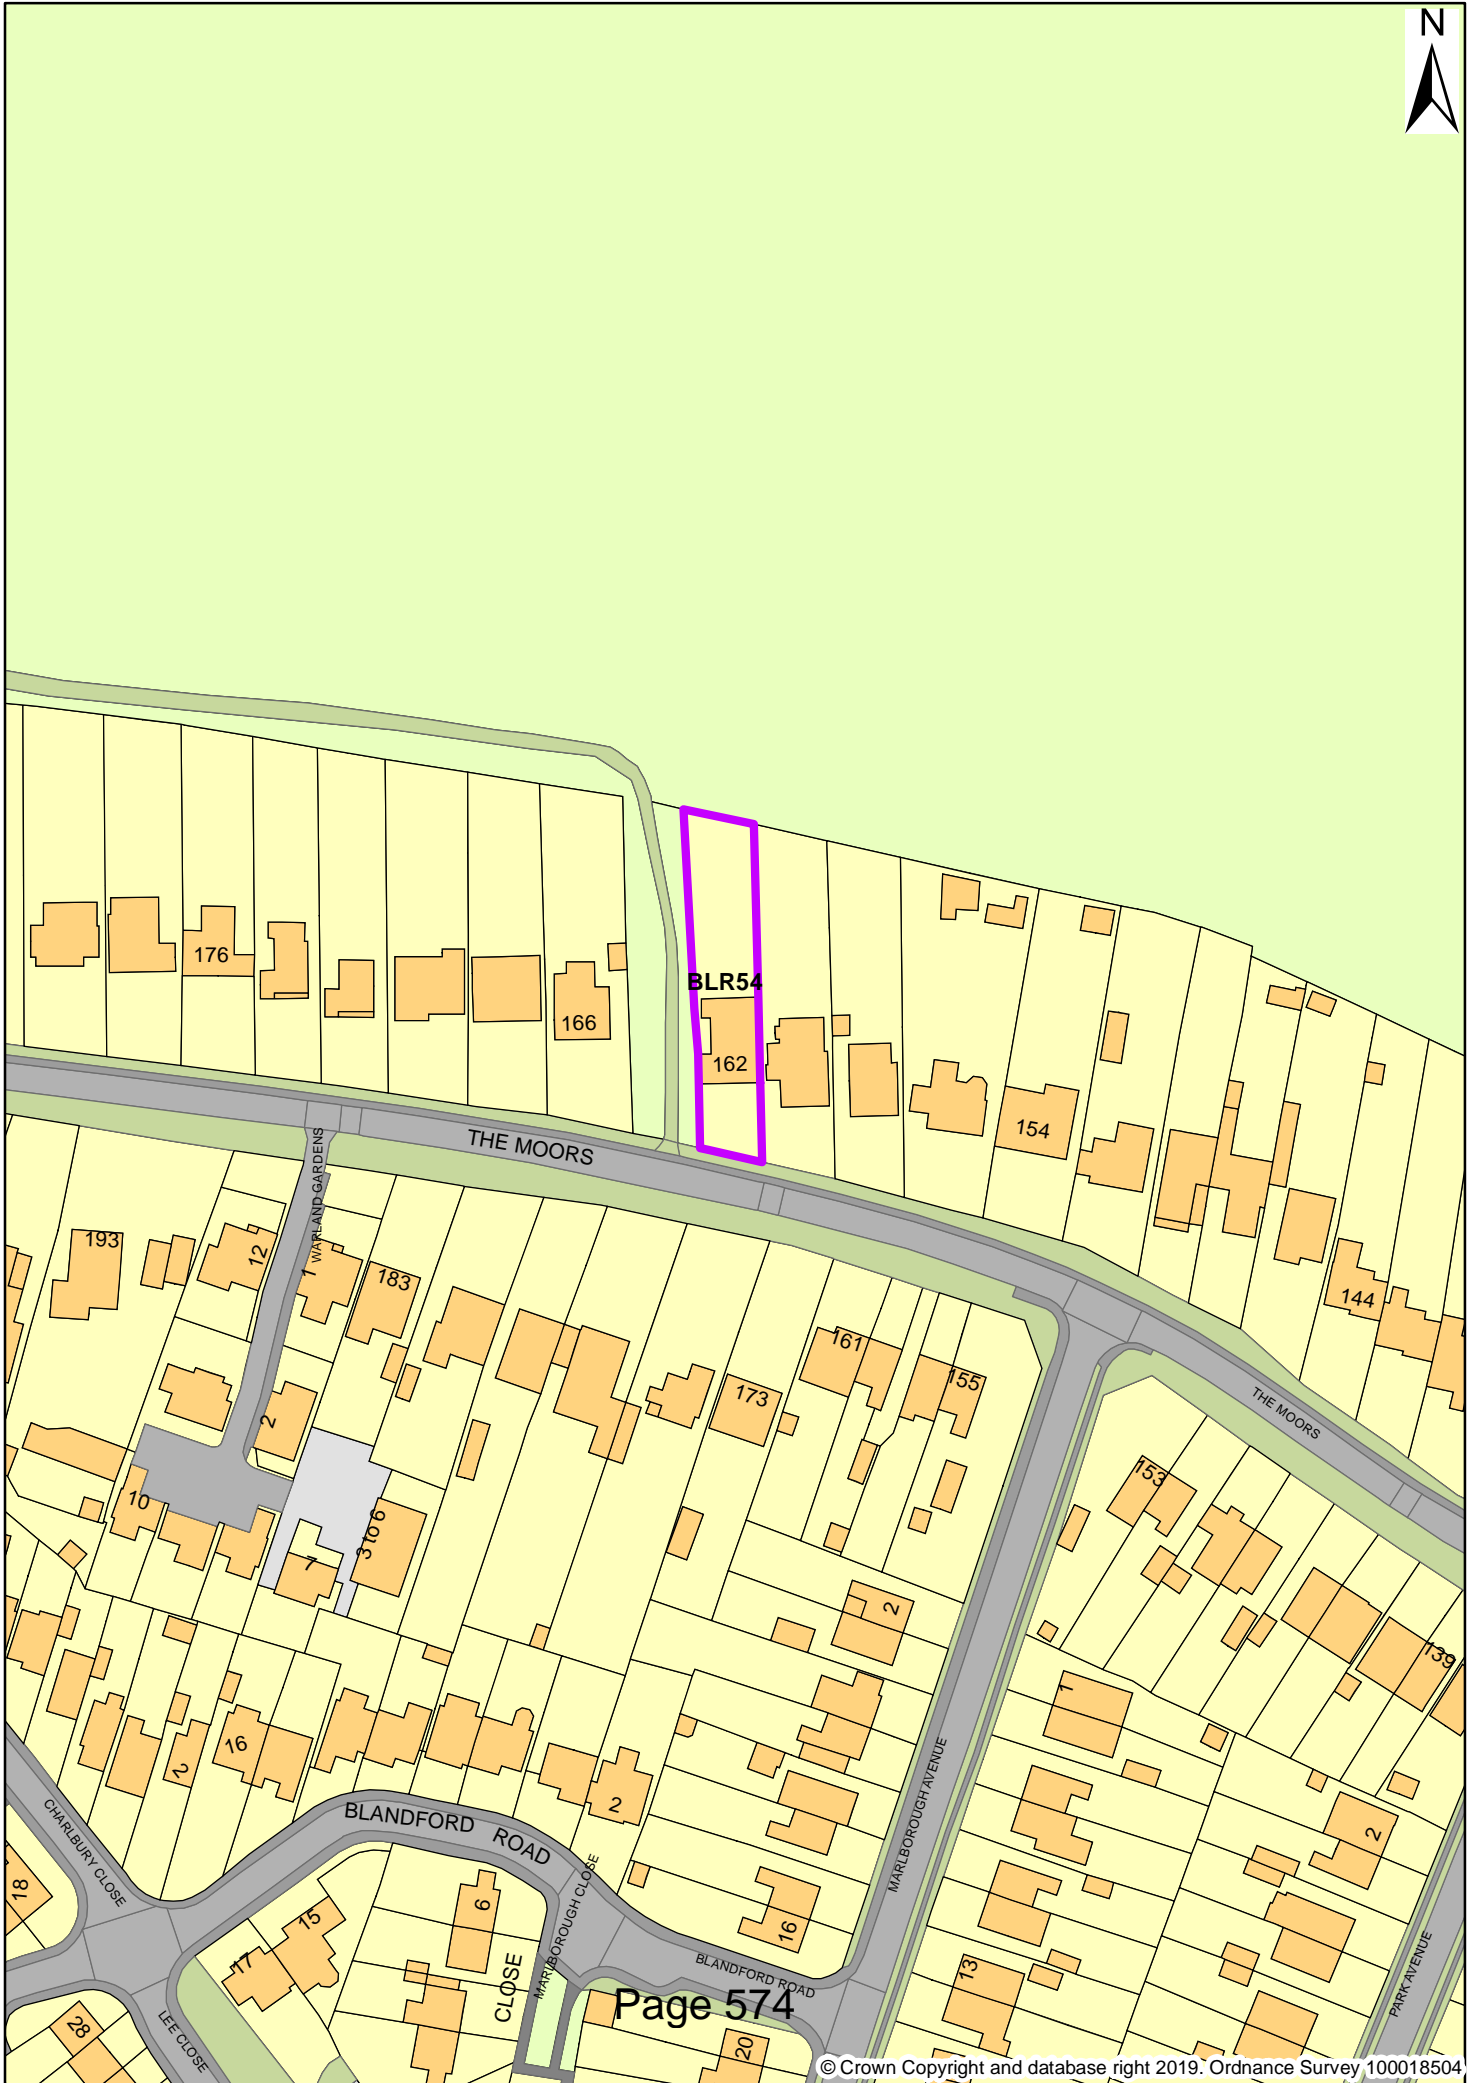 N
176
166
BLR54
162
154
THE MOORS
WARLAND GARDENS
193
12
1
183
144
161
155
173
THE MOORS
2
153
10
3 to 6
7
2
139
1
16
2
2
MARLBOROUGH AVENUE
2
BLANDFORD ROAD
CHARLBURY CLOSE
MARLBOROUGH CLOSE
18
6
15
16
17
CLOSE
BLANDFORD ROAD
13
PARK AVENUE
Page 574
28
LEE CLOSE
20
© Crown Copyright and database right 2019. Ordnance Survey 100018504